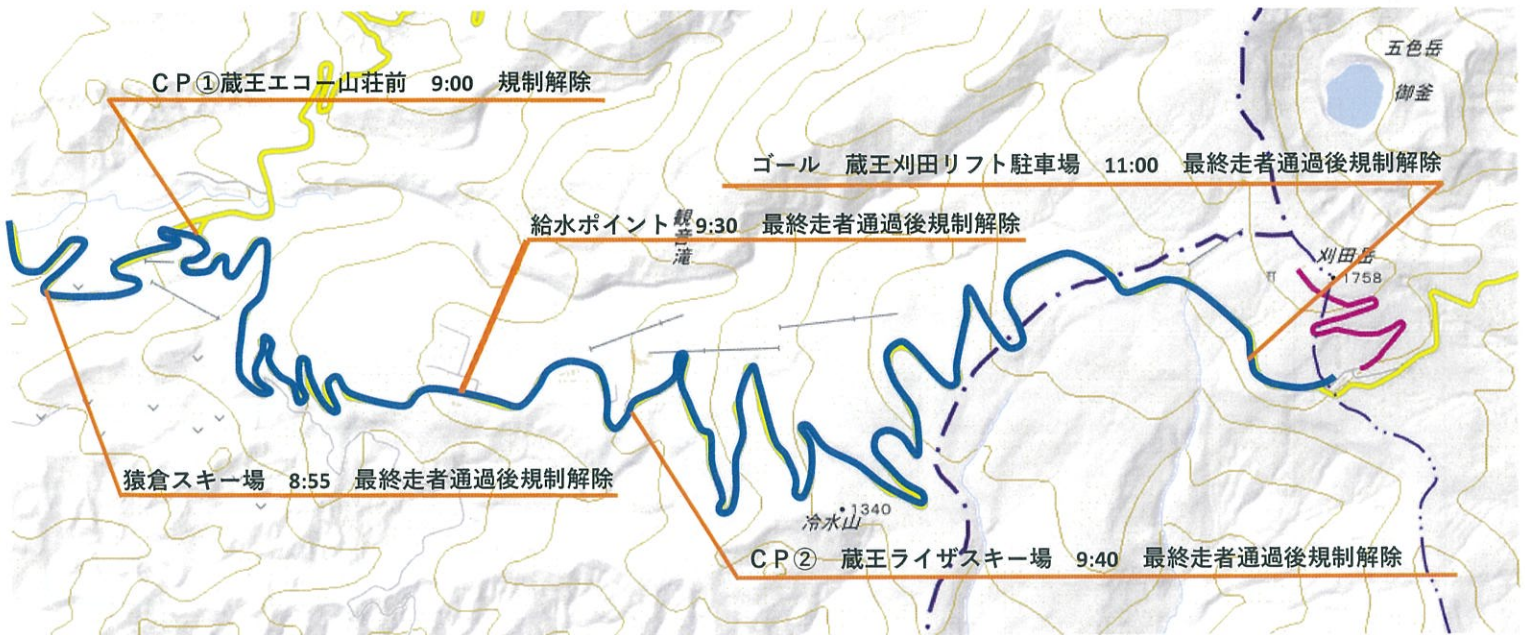 五色岳
ＣＰ①蔵王エコー山荘前　9:00　規制解除
御釜
ゴール　蔵王刈田リフト駐車場　11:00　最終走者通過後規制解除
給水ポイント　9:30　最終走者通過後規制解除
観音滝
刈田岳
1758
猿倉スキー場　8:55　最終走者通過後規制解除
1340
冷水山
ＣＰ②　蔵王ライザスキー場　9:40　最終走者通過後規制解除